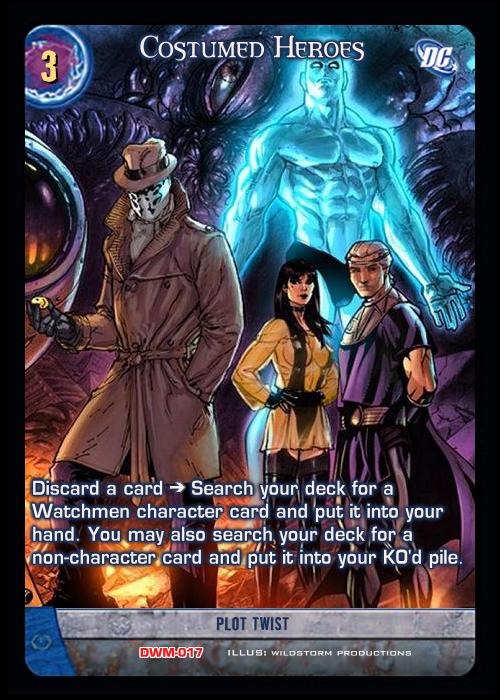 3
Costumed Heroes
DC
Discard a card ➔ Search your deck for a
Watchmen character card and put it into your
hand. You may also search your deck for a
non-character card and put it into your KO'd pile.
PLOT TWIST
DWM-017 ILLUS: WILDSTORM PRODUCTIONS